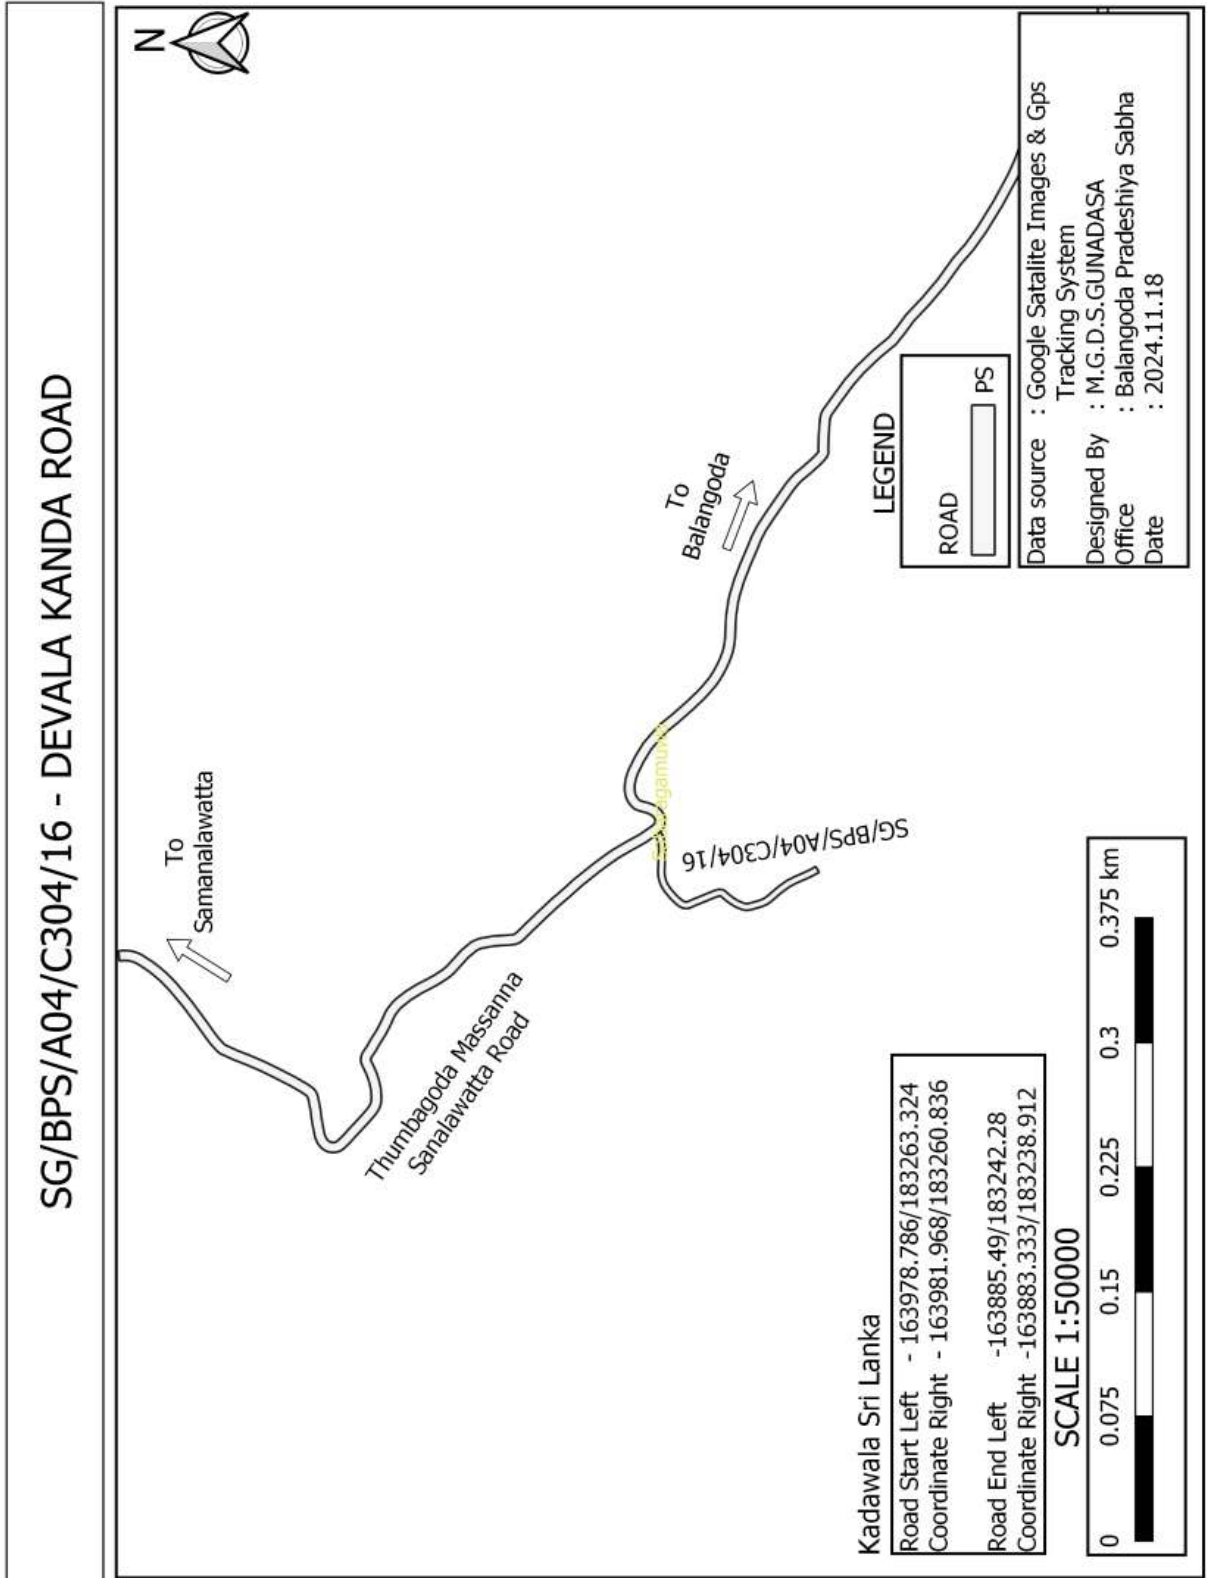 SG/BPS/A04/C304/16 - DEVALA KANDA ROAD
N
To
Samanalawatta
Thumbagoda Massanna
Sanalawatta Road
To
Balangoda
SG/BPS/A04/C304/16
Kadawala Sri Lanka
Road Start Left - 163978.786/183263.324
Coordinate Right - 163981.968/183260.836
Road End Left -163885.49/183242.28
Coordinate Right -163883.333/183238.912
SCALE 1:50000
0 0.075 0.15 0.225 0.3 0.375 km
LEGEND
ROAD
PS
Data source : Google Satalite Images & Gps
Tracking System
Designed By : M.G.D.S.GUNADASA
Office : Balangoda Pradeshiya Sabha
Date : 2024.11.18